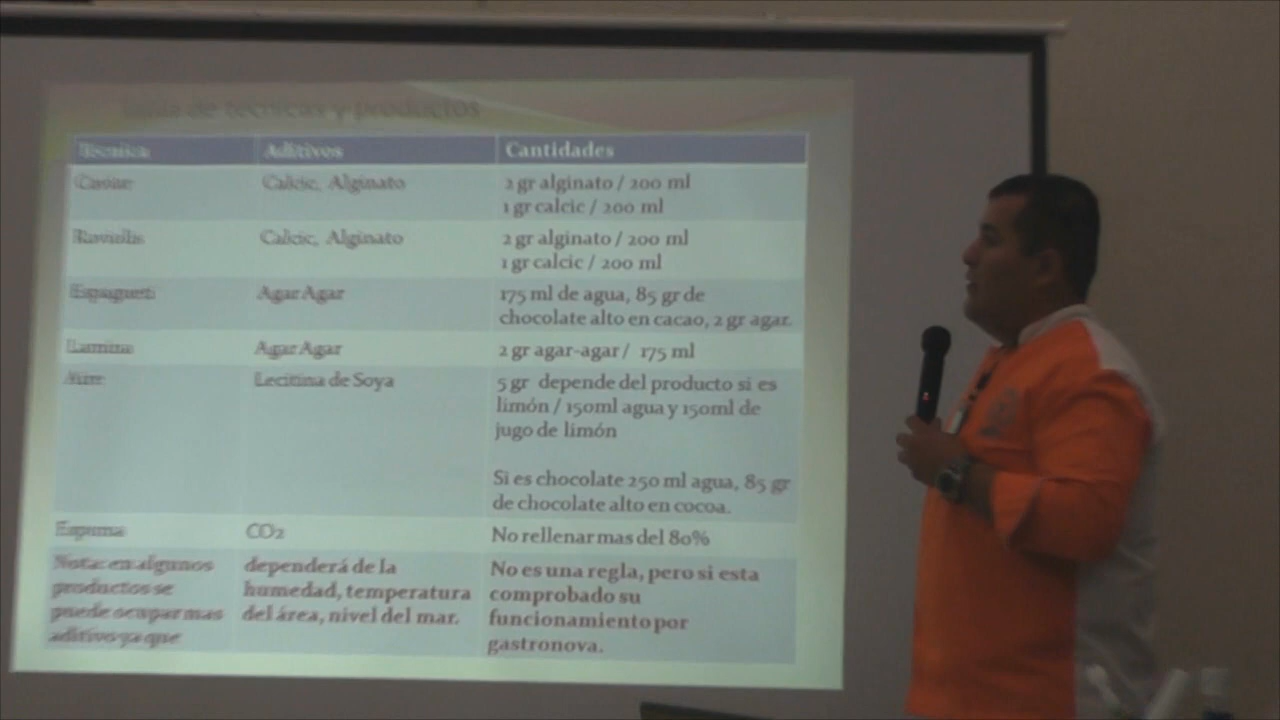 Tabla de tecnicas y productos
Tecnica Aditivos Cantidades
Caviar Calcic, Alginato 2 gr alginato / 200 ml
1 gr calcic / 200 ml
Raviolis Calcic, Alginato 2 gr alginato / 200 ml
1 gr calcic / 200 ml
Espagueti Agar Agar 175 ml de agua, 85 gr de
chocolate alto en cacao, 2 gr agar.
Lamina Agar Agar 2 gr agar-agar / 175 ml
Aire Lecitina de Soya 5 gr depende del producto si es
limón / 150ml agua y 150ml de
jugo de limón
Si es chocolate 250 ml agua, 85 gr
de chocolate alto en cocoa.
Espuma CO2 No rellenar mas del 80%
Nota: en algunos dependerá de la No es una regla, pero si esta
productos se humedad, temperatura comprobado su
puede ocupar mas del área, nivel del mar. funcionamiento por
aditivo ya que gastronova.